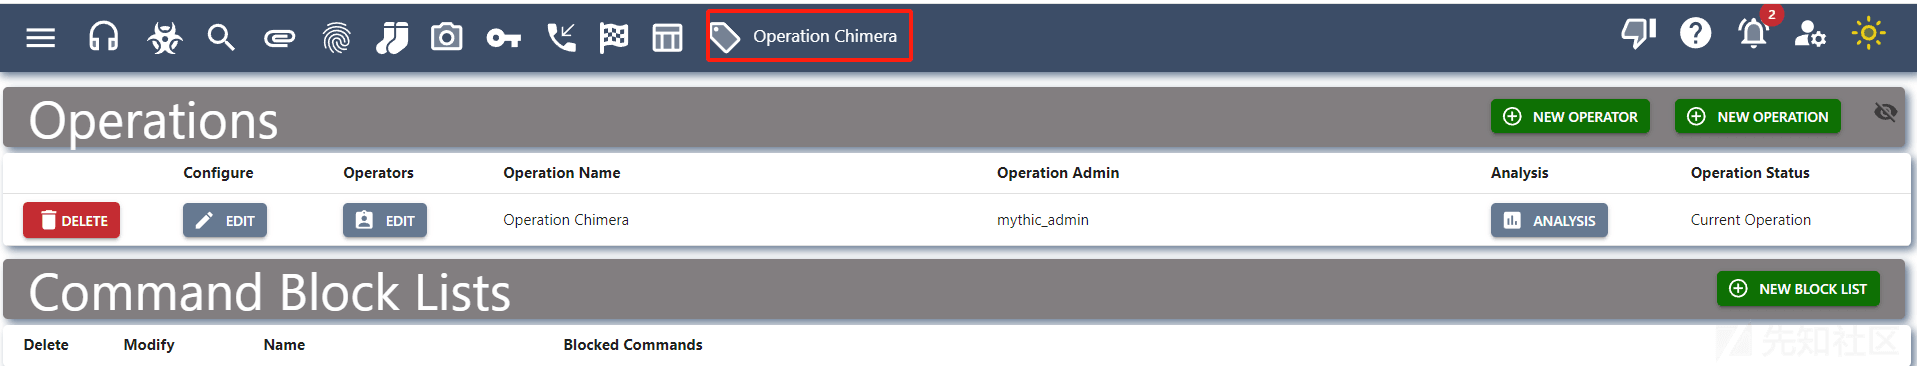 Operation Chimera
2
Operations
NEW OPERATOR
NEW OPERATION
Configure Operators Operation Name Operation Admin Analysis Operation Status
DELETE EDIT EDIT Operation Chimera mythic_admin ANALYSIS Current Operation
Command Block Lists
NEW BLOCK LIST
Delete Modify Name Blocked Commands
先知社区